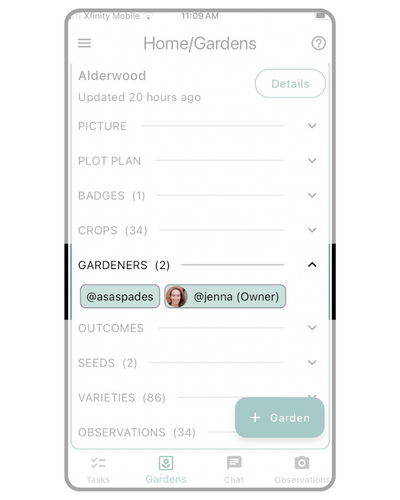 Xfinity Mobile 11:09 AM
Home/Gardens
Alderwood
Details
Updated 20 hours ago
PICTURE
PLOT PLAN
BADGES (1)
CROPS (34)
GARDENERS (2)
@asaspades @jenna (Owner)
OUTCOMES
SEEDS (2)
VARIETIES (86)
+ Garden
OBSERVATIONS (34)
Tasks Gardens Chat Observations